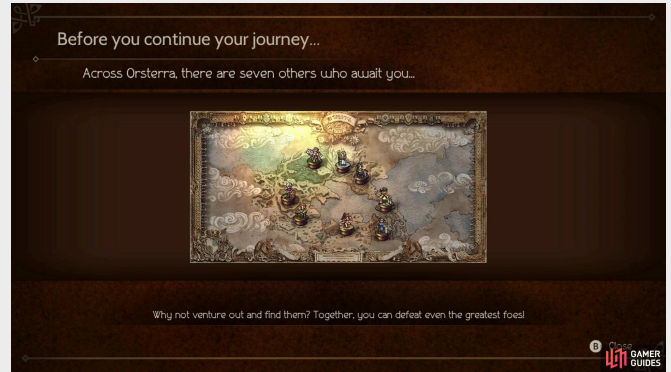 Before you continue your journey...
Across Orsterra, there are seven others who await you...
Why not venture out and find them? Together, you can defeat even the greatest foes!
B Close
GAMER
GUIDES